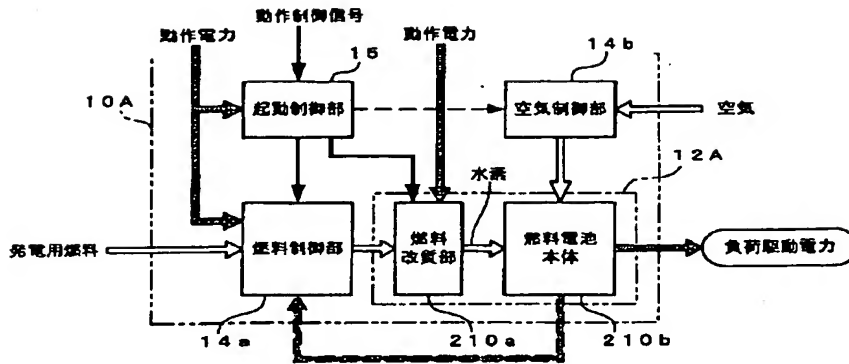 動作制御信号
動作電力
動作電力
15
14b
10A
起動制御部
空気制御部
空気
12A
水素
発電用燃料
燃料制御部
燃料
改質部
燃料電池
本体
負荷駆動電力
14a
210a
210b